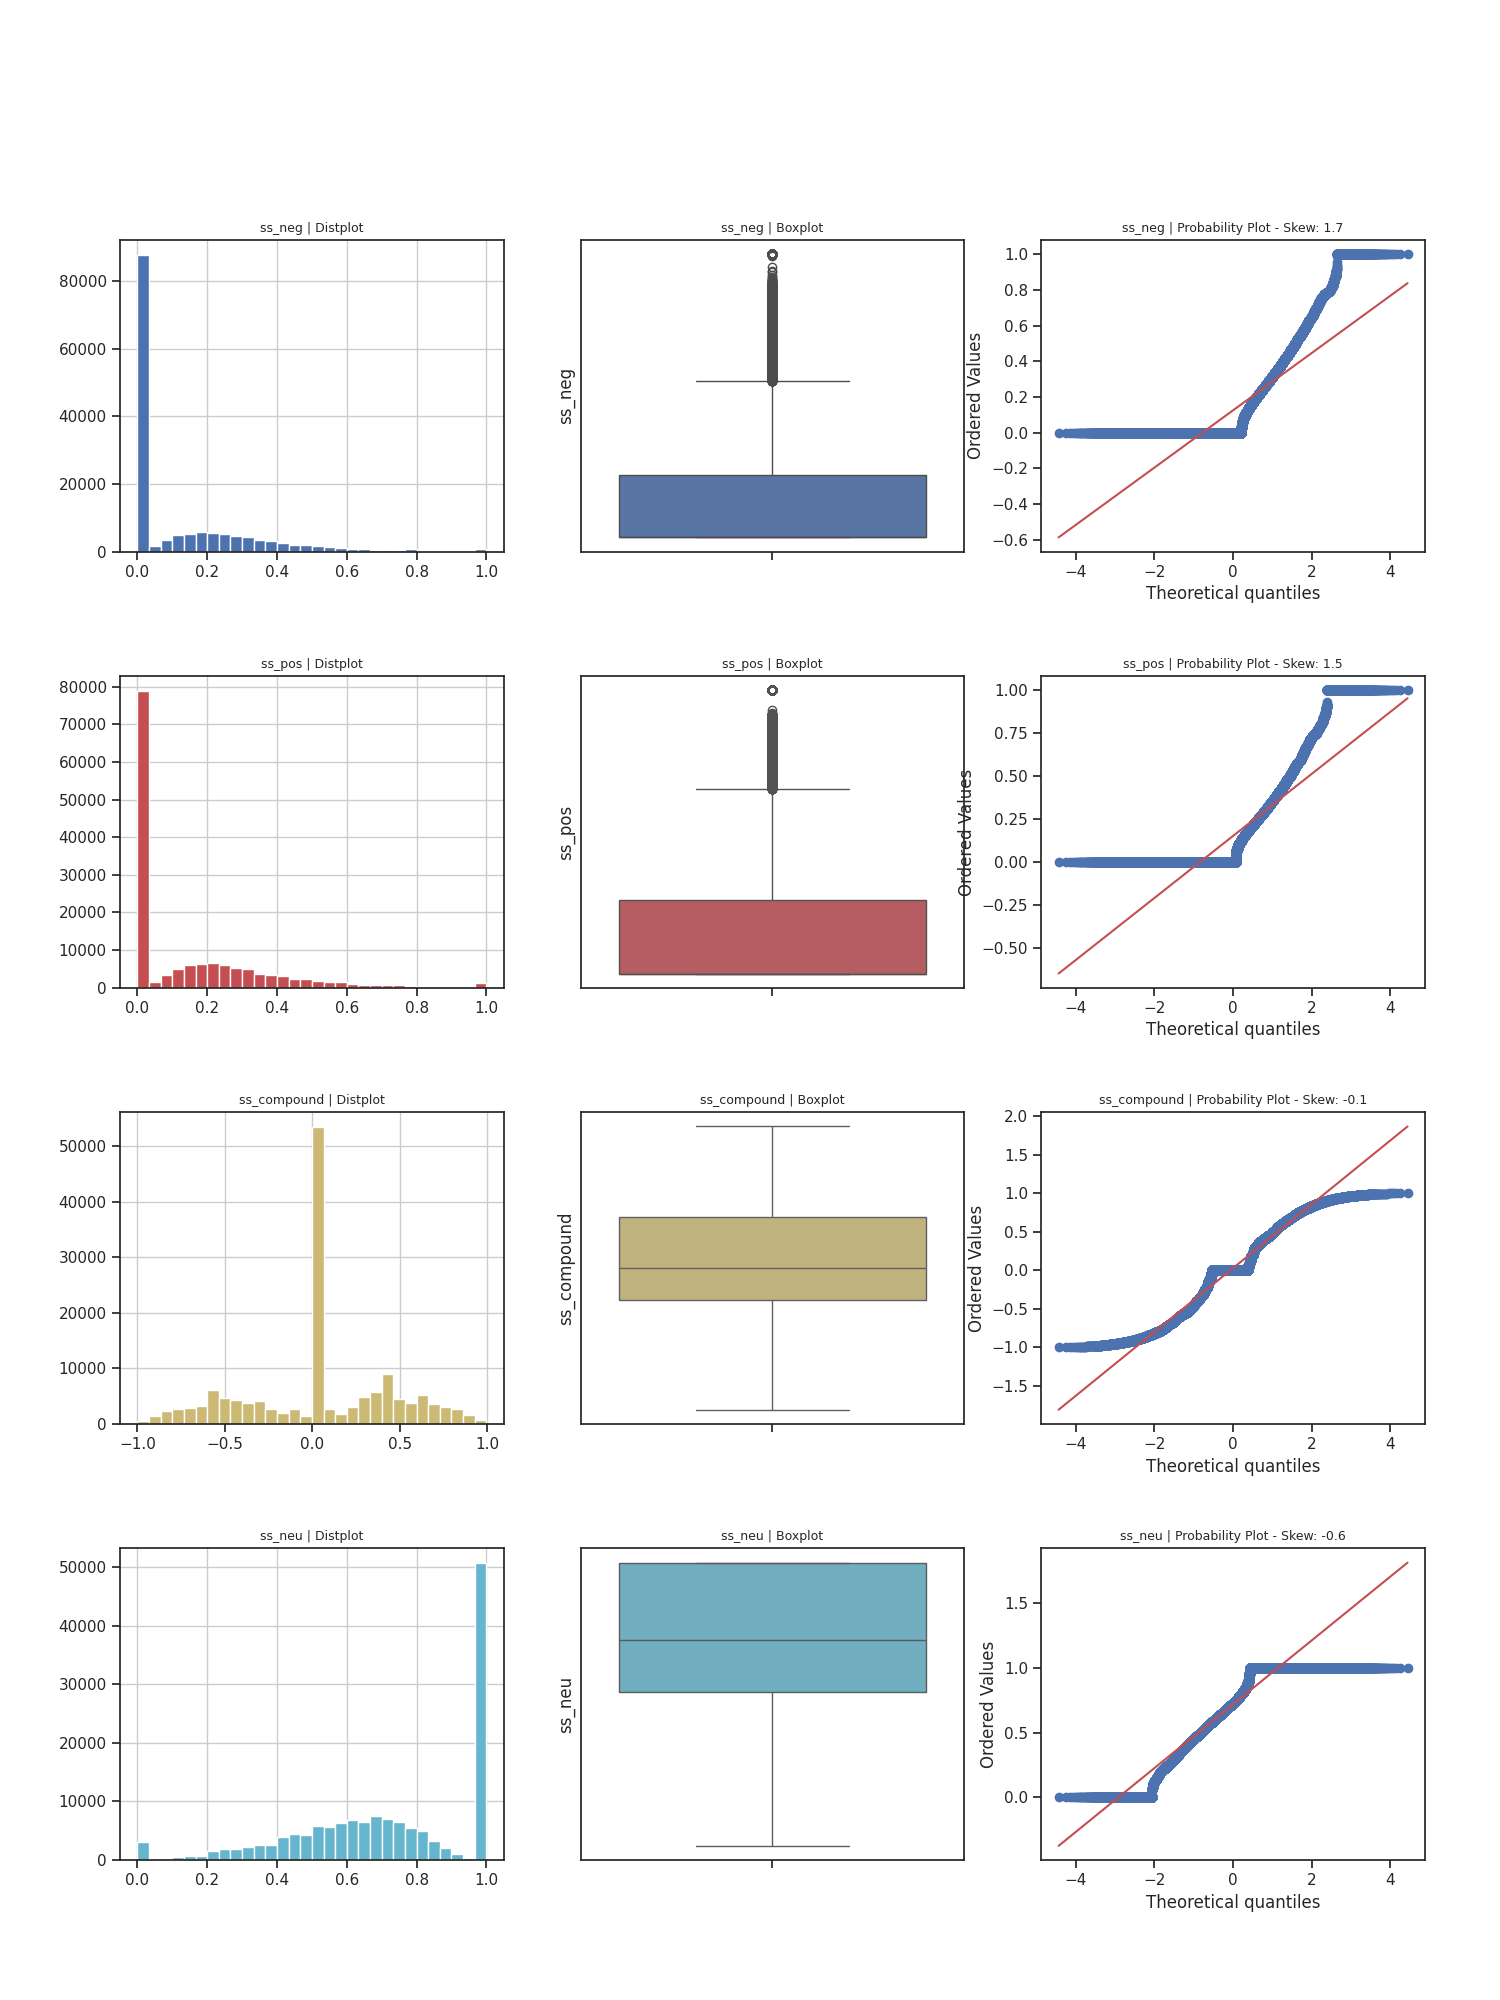 ss_neg | Distplot
ss_neg | Boxplot
ss_neg | Probability Plot - Skew: 1.7
80000
60000
40000
20000
0
0.0 0.2 0.4 0.6 0.8 1.0
ss_neg
Ordered Values
1.0
0.8
0.6
0.4
0.2
0.0
−0.2
−0.4
−0.6
−4 −2 0 2 4
Theoretical quantiles
ss_pos | Distplot
ss_pos | Boxplot
ss_pos | Probability Plot - Skew: 1.5
80000
70000
60000
50000
40000
30000
20000
10000
0
0.0 0.2 0.4 0.6 0.8 1.0
ss_pos
Ordered Values
1.00
0.75
0.50
0.25
0.00
−0.25
−0.50
−4 −2 0 2 4
Theoretical quantiles
ss_compound | Distplot
ss_compound | Boxplot
ss_compound | Probability Plot - Skew: -0.1
50000
40000
30000
20000
10000
0
−1.0 −0.5 0.0 0.5 1.0
ss_compound
Ordered Values
2.0
1.5
1.0
0.5
0.0
−0.5
−1.0
−1.5
−4 −2 0 2 4
Theoretical quantiles
ss_neu | Distplot
ss_neu | Boxplot
ss_neu | Probability Plot - Skew: -0.6
50000
40000
30000
20000
10000
0
0.0 0.2 0.4 0.6 0.8 1.0
ss_neu
Ordered Values
1.5
1.0
0.5
0.0
−4 −2 0 2 4
Theoretical quantiles